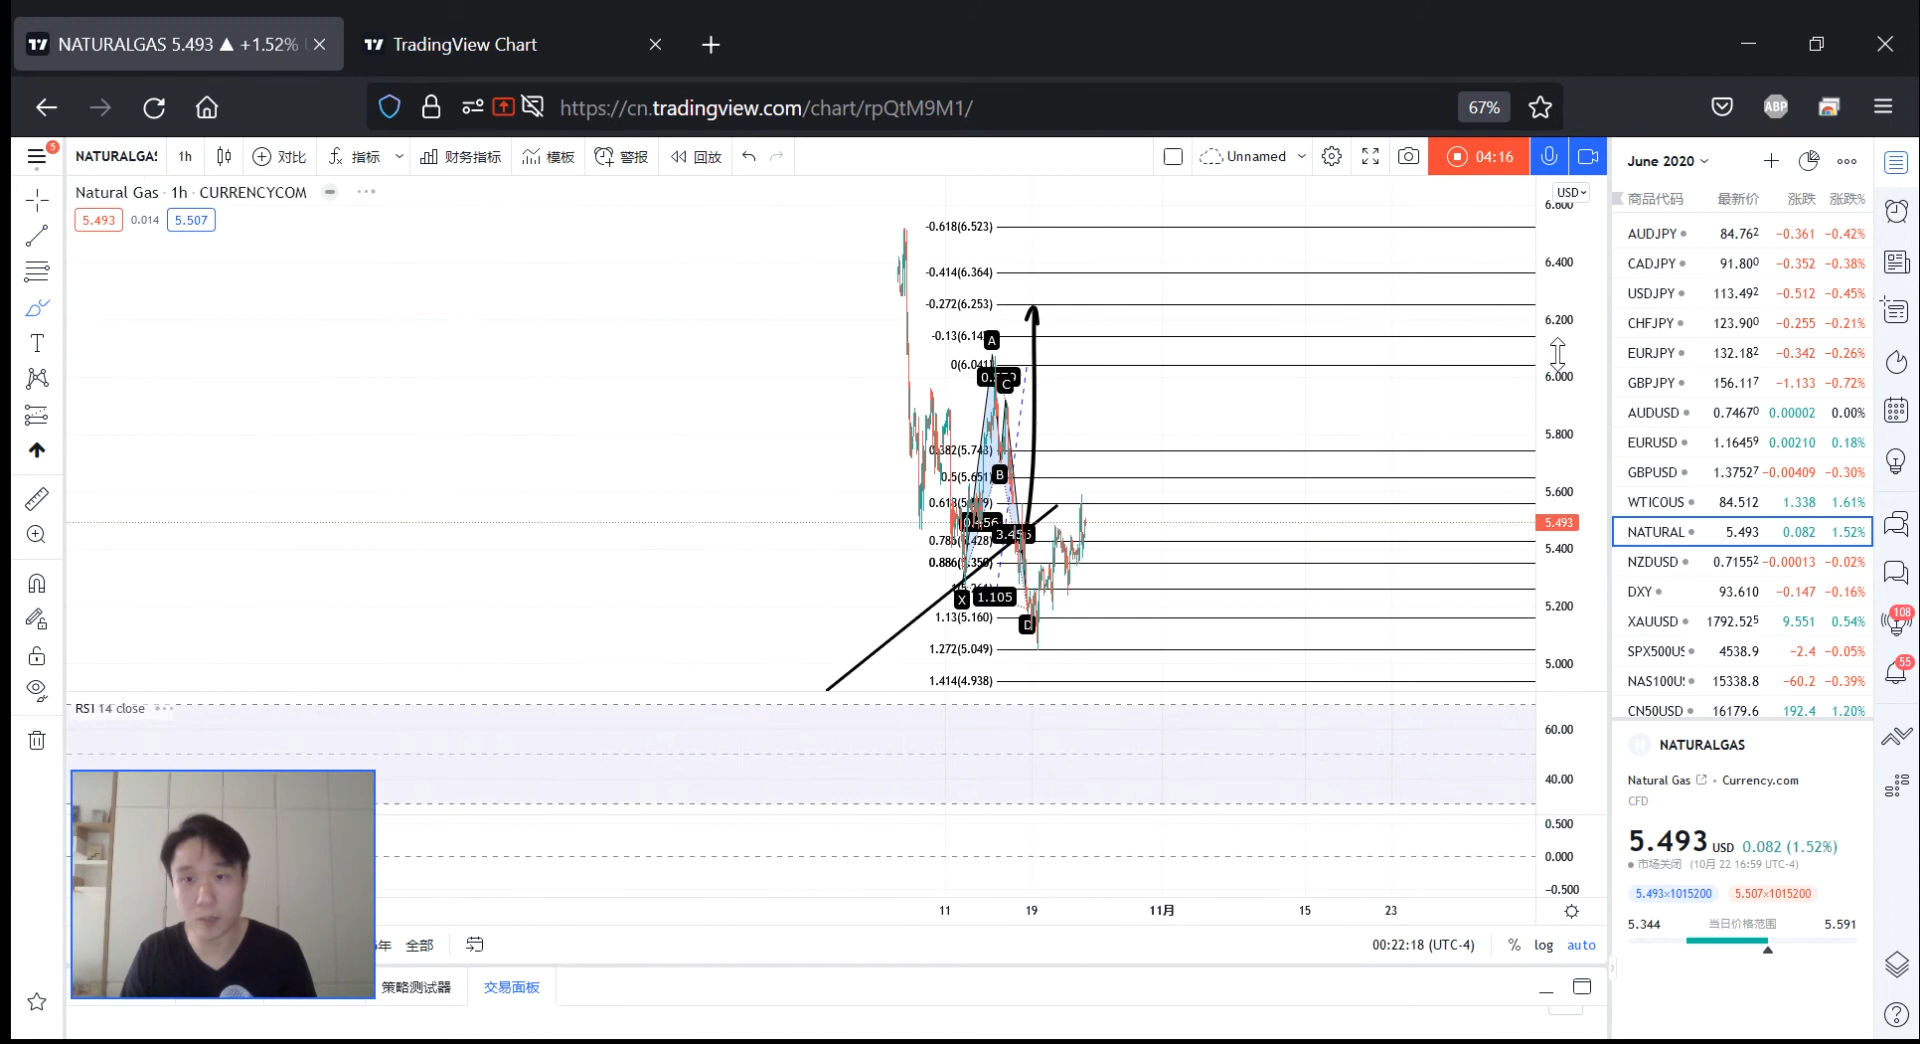 NATURALGAS 5.493 ▲ +1.52%
TradingView Chart
https://cn.tradingview.com/chart/rpQtM9M1/
67%
ABP
5
NATURALGAS
1h
对比
指标
财务指标
模板
警报
回放
Unnamed
04:16
Natural Gas · 1h · CURRENCYCOM
5.493
0.014
5.507
USD
6.600
6.400
6.200
6.000
5.800
5.600
5.493
5.400
5.200
5.000
-0.618(6.523)
-0.414(6.364)
-0.272(6.253)
A
0(6.041)
C
0.382(5.743)
0.5(5.651)
B
0.456
3.455
X
1.105
1.13(5.160)
D
1.272(5.049)
1.414(4.938)
RSI 14 close
60.00
40.00
0.500
0.000
-0.500
11
19
11月
15
23
年
全部
00:22:18 (UTC-4)
%
log
auto
策略测试器
交易面板
June 2020
商品代码 最新价 涨跌 涨跌%
AUDJPY 84.762 −0.361 −0.42%
CADJPY 91.800 −0.352 −0.38%
USDJPY 113.492 −0.512 −0.45%
CHFJPY 123.900 −0.255 −0.21%
EURJPY 132.182 −0.342 −0.26%
GBPJPY 156.117 −1.133 −0.72%
AUDUSD 0.74670 0.00002 0.00%
EURUSD 1.16459 0.00210 0.18%
GBPUSD 1.37527 −0.00409 −0.30%
WTICOUS 84.512 1.338 1.61%
NATURAL 5.493 0.082 1.52%
NZDUSD 0.71552 −0.00013 −0.02%
DXY 93.610 −0.147 −0.16%
XAUUSD 1792.525 9.551 0.54%
SPX500US 4538.9 −2.4 −0.05%
NAS100U 15338.8 −60.2 −0.39%
CN50USD 16179.6 192.4 1.20%
108
55
NATURALGAS
Natural Gas • Currency.com
CFD
5.493 USD 0.082 (1.52%)
市场关闭 (10月 22 16:59 UTC-4)
5.493×1015200
5.507×1015200
5.344 当日价格范围 5.591